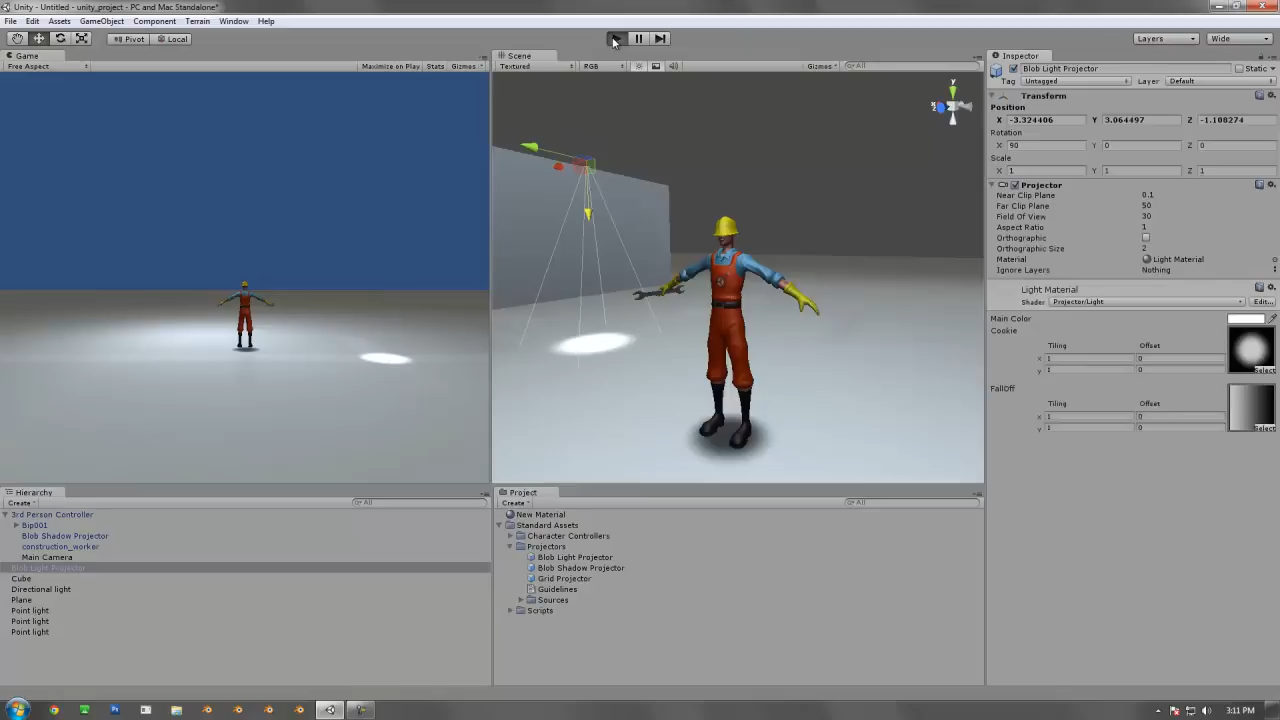 Unity - Untitled - unity_project - PC and Mac Standalone*
File Edit Assets GameObject Component Terrain Window Help
Pivot Local Layers Wide
Game Scene Inspector
Free Aspect Maximize on Play Stats Gizmos Textured RGB Gizmos All
Blob Light Projector Static
Tag Untagged Layer Default
Transform
Position
X -3.324406 Y 3.064497 Z -1.108274
Rotation
X 90 Y 0 Z 0
Scale
X 1 Y 1 Z 1
Projector
Near Clip Plane 0.1
Far Clip Plane 50
Field Of View 30
Aspect Ratio 1
Orthographic
Orthographic Size 2
Material Light Material
Ignore Layers Nothing
Light Material
Shader Projector/Light Edit...
Main Color
Cookie
Tiling Offset
x 1 0
y 1 0
Select
FallOff
Tiling Offset
x 1 0
y 1 0
Select
y
Hierarchy
Create All
3rd Person Controller
Bip001
Blob Shadow Projector
construction_worker
Main Camera
Blob Light Projector
Cube
Directional light
Plane
Point light
Point light
Point light
Project
Create All
New Material
Standard Assets
Character Controllers
Projectors
Blob Light Projector
Blob Shadow Projector
Grid Projector
Guidelines
Sources
Scripts
3:11 PM